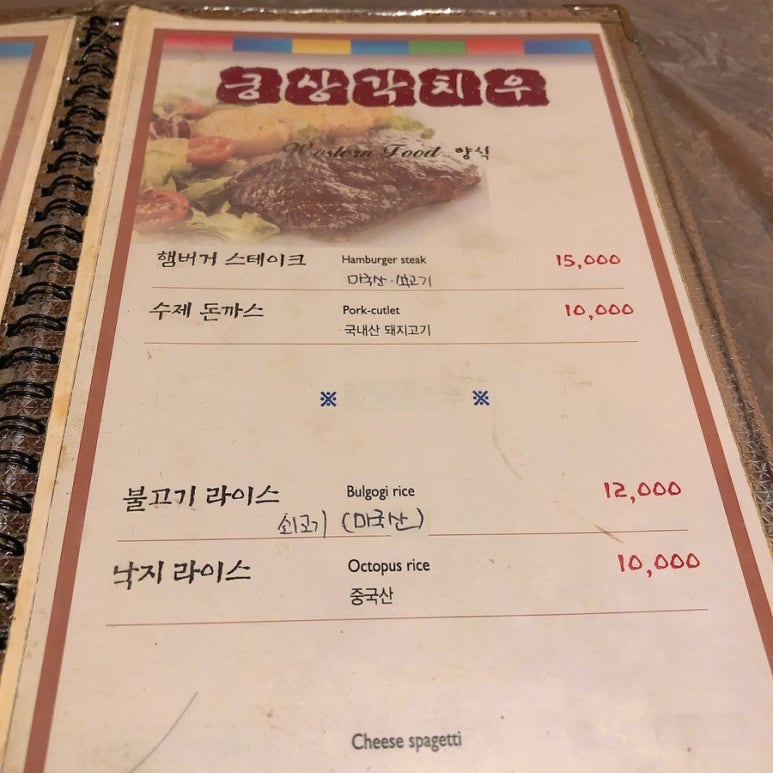 쿵상각치우
Western Food 양식
햄버거 스테이크 Hamburger steak 15,000
미국산·쇠고기
수제 돈까스 Pork-cutlet 10,000
국내산 돼지고기
※ ※
불고기 라이스 Bulgogi rice 12,000
쇠고기 (미국산)
낙지 라이스 Octopus rice 10,000
중국산
Cheese spagetti